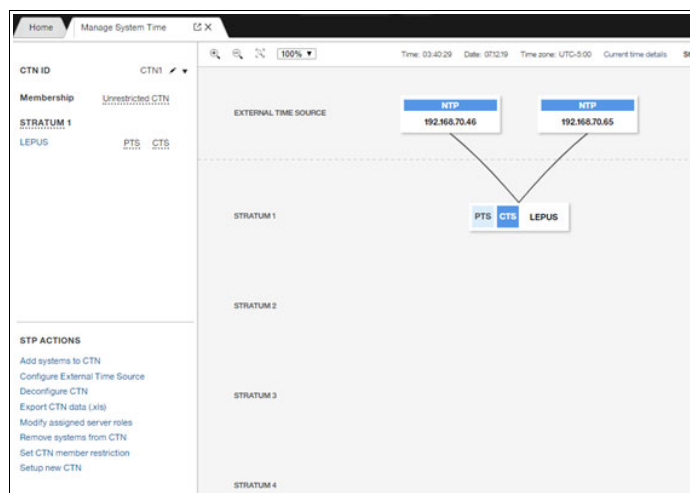 Home
Manage System Time
100% ▼
Time: 03:40:29 Date: 07.12.19 Time zone: UTC-5:00 Current time details
CTN ID CTN1
Membership Unrestricted CTN
STRATUM 1
LEPUS PTS CTS
EXTERNAL TIME SOURCE
NTP
192.168.70.46
NTP
192.168.70.65
STRATUM 1
PTS CTS LEPUS
STRATUM 2
STRATUM 3
STRATUM 4
STP ACTIONS
Add systems to CTN
Configure External Time Source
Deconfigure CTN
Export CTN data (.xls)
Modify assigned server roles
Remove systems from CTN
Set CTN member restriction
Setup new CTN